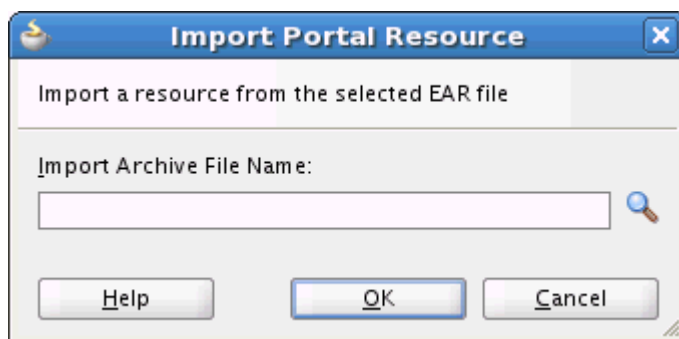 Import Portal Resource
Import a resource from the selected EAR file
Import Archive File Name:
Help OK Cancel